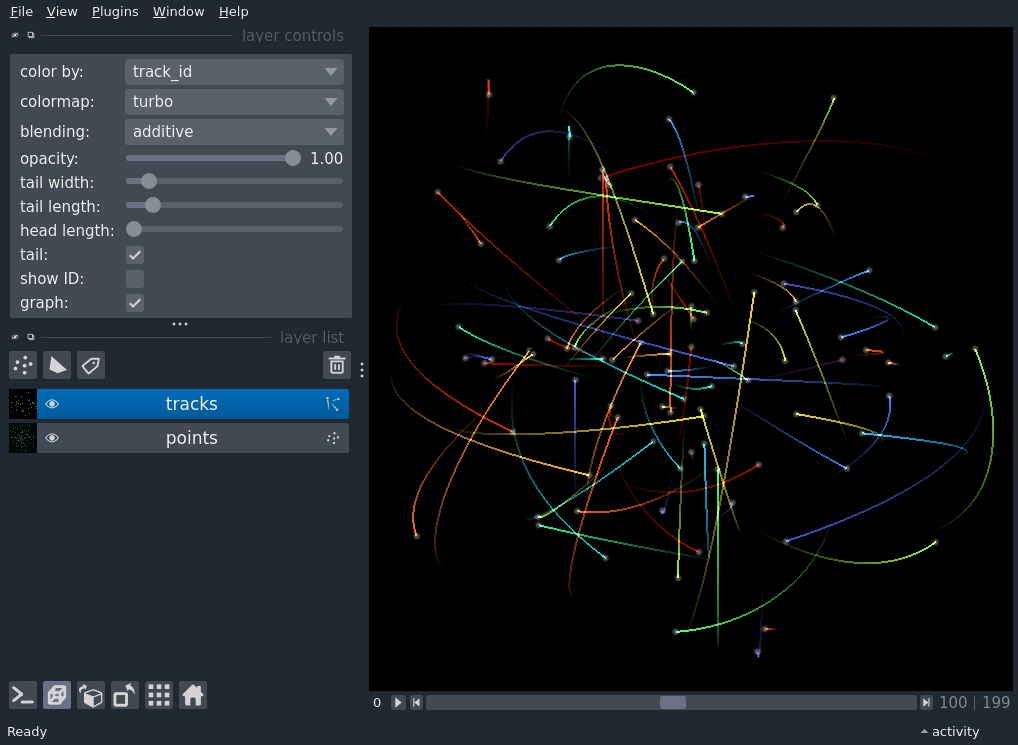 File View Plugins Window Help
layer controls
color by: track_id
colormap: turbo
blending: additive
opacity: 1.00
tail width:
tail length:
head length:
tail:
show ID:
graph:
layer list
tracks
points
0 100 | 199
Ready activity